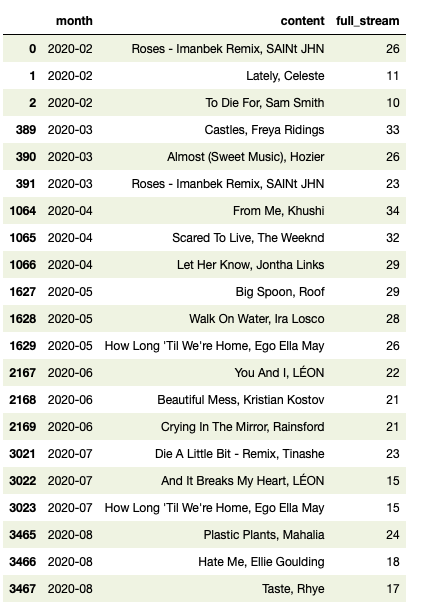 month content full_stream
0 2020-02 Roses - Imanbek Remix, SAINt JHN 26
1 2020-02 Lately, Celeste 11
2 2020-02 To Die For, Sam Smith 10
389 2020-03 Castles, Freya Ridings 33
390 2020-03 Almost (Sweet Music), Hozier 26
391 2020-03 Roses - Imanbek Remix, SAINt JHN 23
1064 2020-04 From Me, Khushi 34
1065 2020-04 Scared To Live, The Weeknd 32
1066 2020-04 Let Her Know, Jontha Links 29
1627 2020-05 Big Spoon, Roof 29
1628 2020-05 Walk On Water, Ira Losco 28
1629 2020-05 How Long 'Til We're Home, Ego Ella May 26
2167 2020-06 You And I, LÉON 22
2168 2020-06 Beautiful Mess, Kristian Kostov 21
2169 2020-06 Crying In The Mirror, Rainsford 21
3021 2020-07 Die A Little Bit - Remix, Tinashe 23
3022 2020-07 And It Breaks My Heart, LÉON 15
3023 2020-07 How Long 'Til We're Home, Ego Ella May 15
3465 2020-08 Plastic Plants, Mahalia 24
3466 2020-08 Hate Me, Ellie Goulding 18
3467 2020-08 Taste, Rhye 17